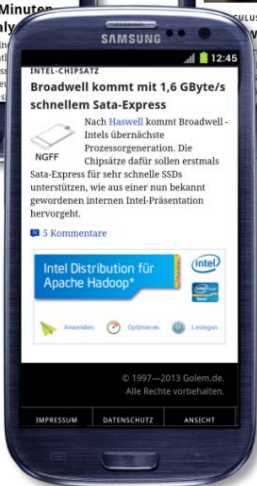 Minuten
SAMSUNG
12:45
INTEL-CHIPSATZ
Broadwell kommt mit 1,6 GByte/s
schnellem Sata-Express
Nach Haswell kommt Broadwell -
Intels übernächste
Prozessorgeneration. Die
Chipsätze dafür sollen erstmals
NGFF
Sata-Express für sehr schnelle SSDs
unterstützen, wie aus einer nun bekannt
gewordenen internen Intel-Präsentation
hervorgeht.
5 Kommentare
Intel Distribution für
Apache Hadoop*
intel
Anwenden.
Optimieren.
Loslegen.
© 1997—2013 Golem.de.
Alle Rechte vorbehalten.
IMPRESSUM DATENSCHUTZ ANSICHT